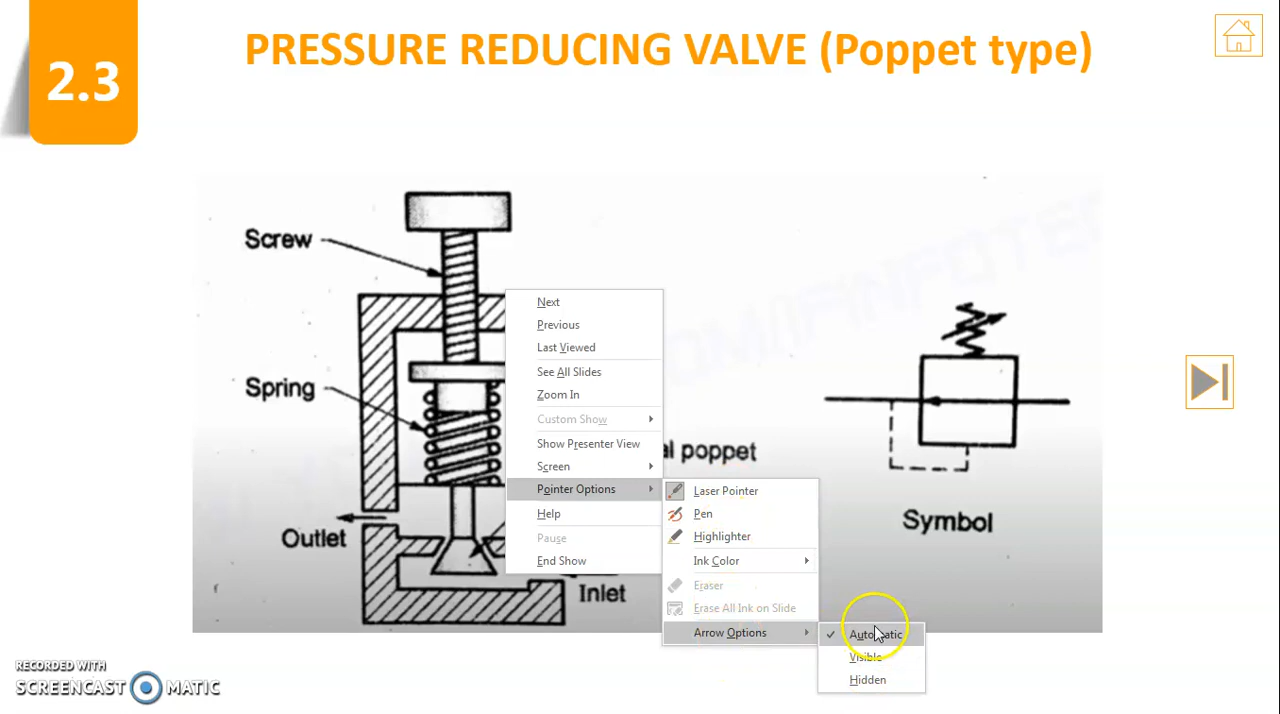 2.3
PRESSURE REDUCING VALVE (Poppet type)
Screw
Spring
Outlet
Inlet
al poppet
Symbol
Next
Previous
Last Viewed
See All Slides
Zoom In
Custom Show
Show Presenter View
Screen
Pointer Options
Help
Pause
End Show
Laser Pointer
Pen
Highlighter
Ink Color
Eraser
Erase All Ink on Slide
Arrow Options
Automatic
Visible
Hidden
RECORDED WITH
SCREENCAST MATIC